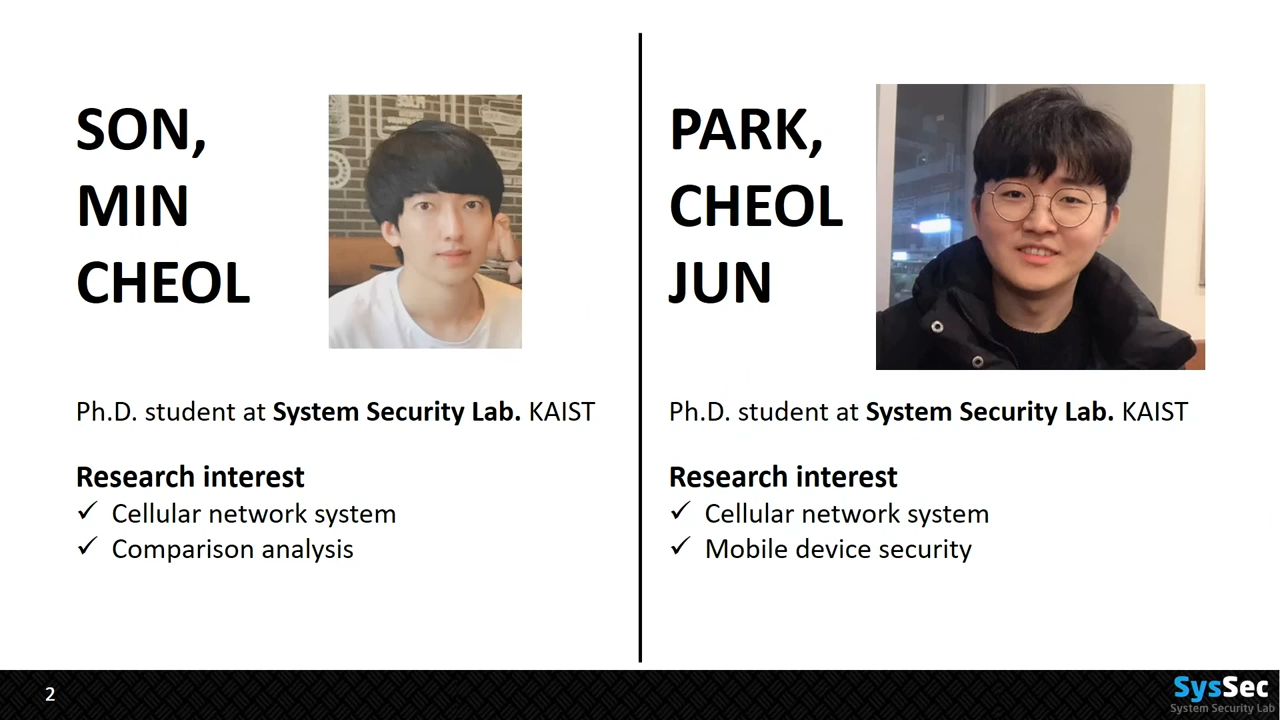 SON,
MIN
CHEOL
Ph.D. student at System Security Lab. KAIST
Research interest
✓ Cellular network system
✓ Comparison analysis
PARK,
CHEOL
JUN
Ph.D. student at System Security Lab. KAIST
Research interest
✓ Cellular network system
✓ Mobile device security
2
SysSec
System Security Lab